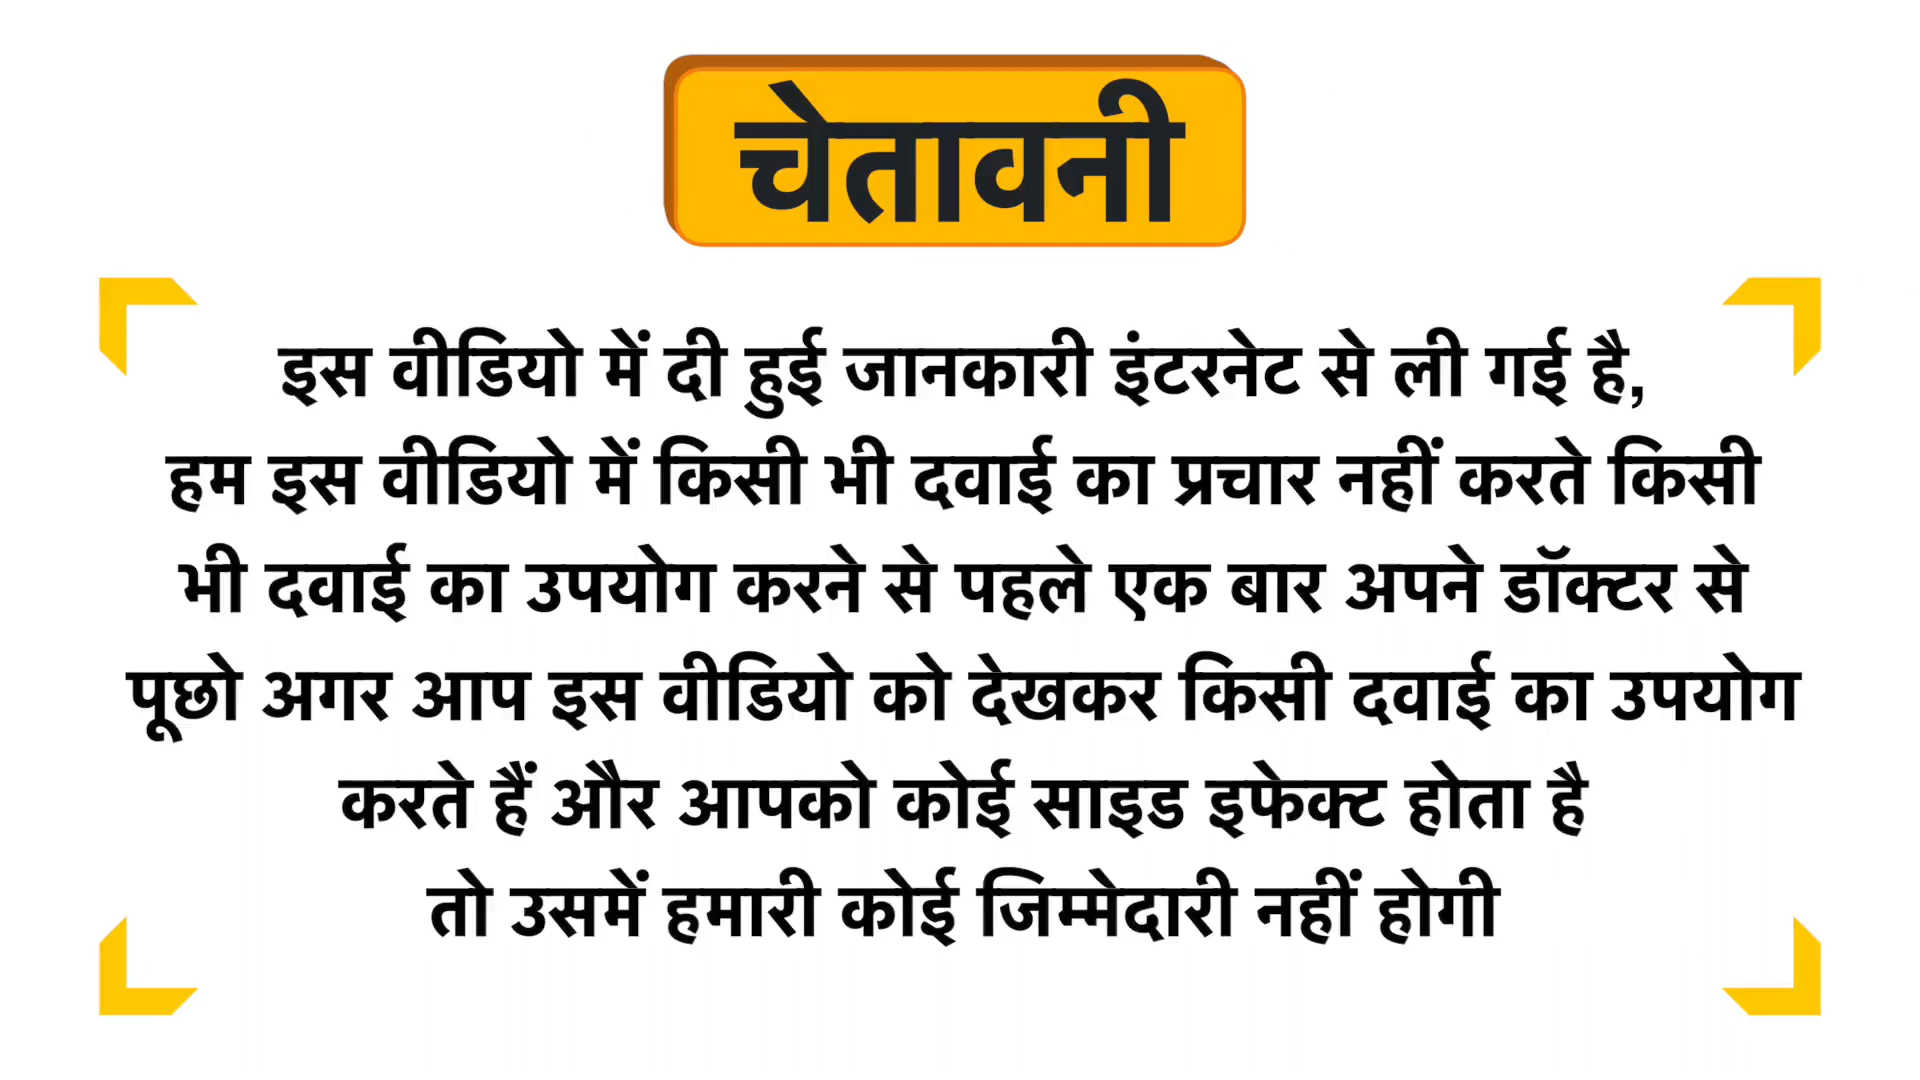 चेतावनी
इस वीडियो में दी हुई जानकारी इंटरनेट से ली गई है,
हम इस वीडियो में किसी भी दवाई का प्रचार नहीं करते किसी
भी दवाई का उपयोग करने से पहले एक बार अपने डॉक्टर से
पूछो अगर आप इस वीडियो को देखकर किसी दवाई का उपयोग
करते हैं और आपको कोई साइड इफेक्ट होता है
तो उसमें हमारी कोई जिम्मेदारी नहीं होगी